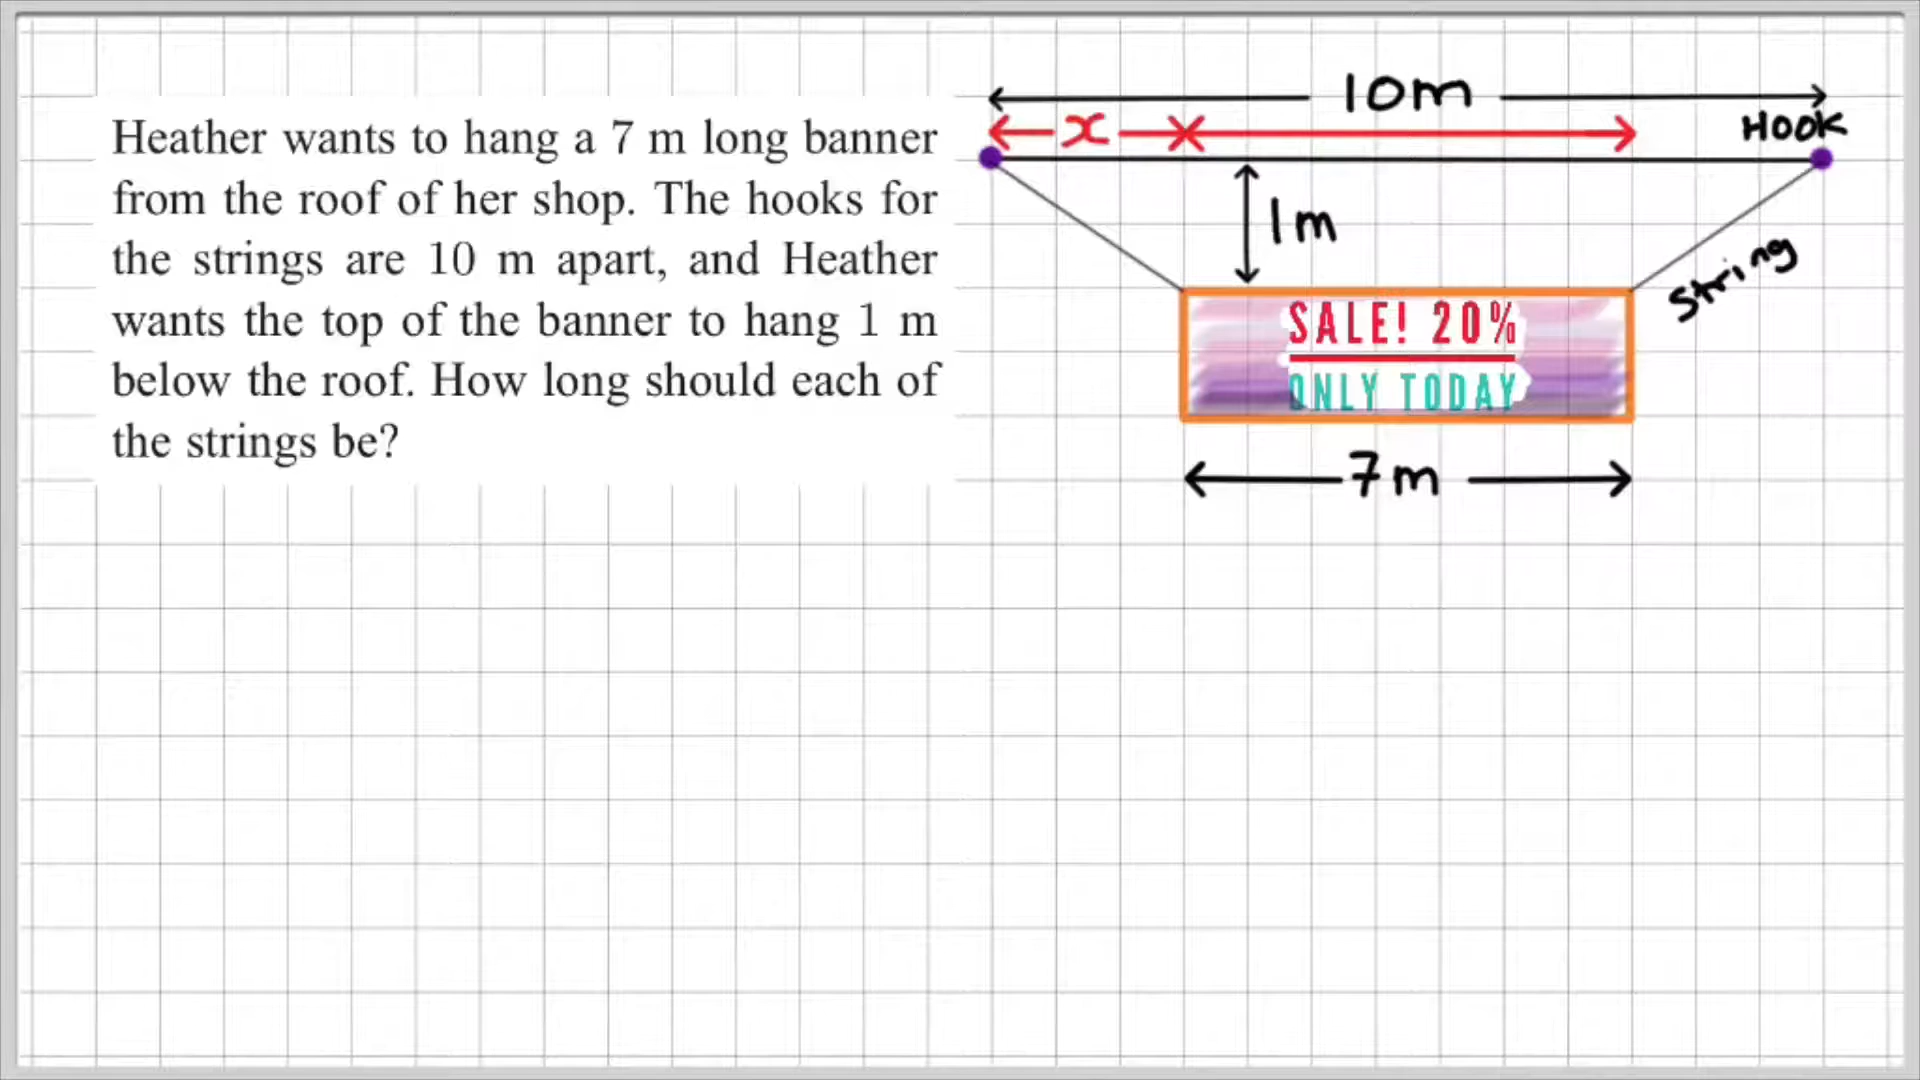 Heather wants to hang a 7 m long banner
from the roof of her shop. The hooks for
the strings are 10 m apart, and Heather
wants the top of the banner to hang 1 m
below the roof. How long should each of
the strings be?
10m
x
HOOK
1m
String
SALE! 20%
ONLY TODAY
7m